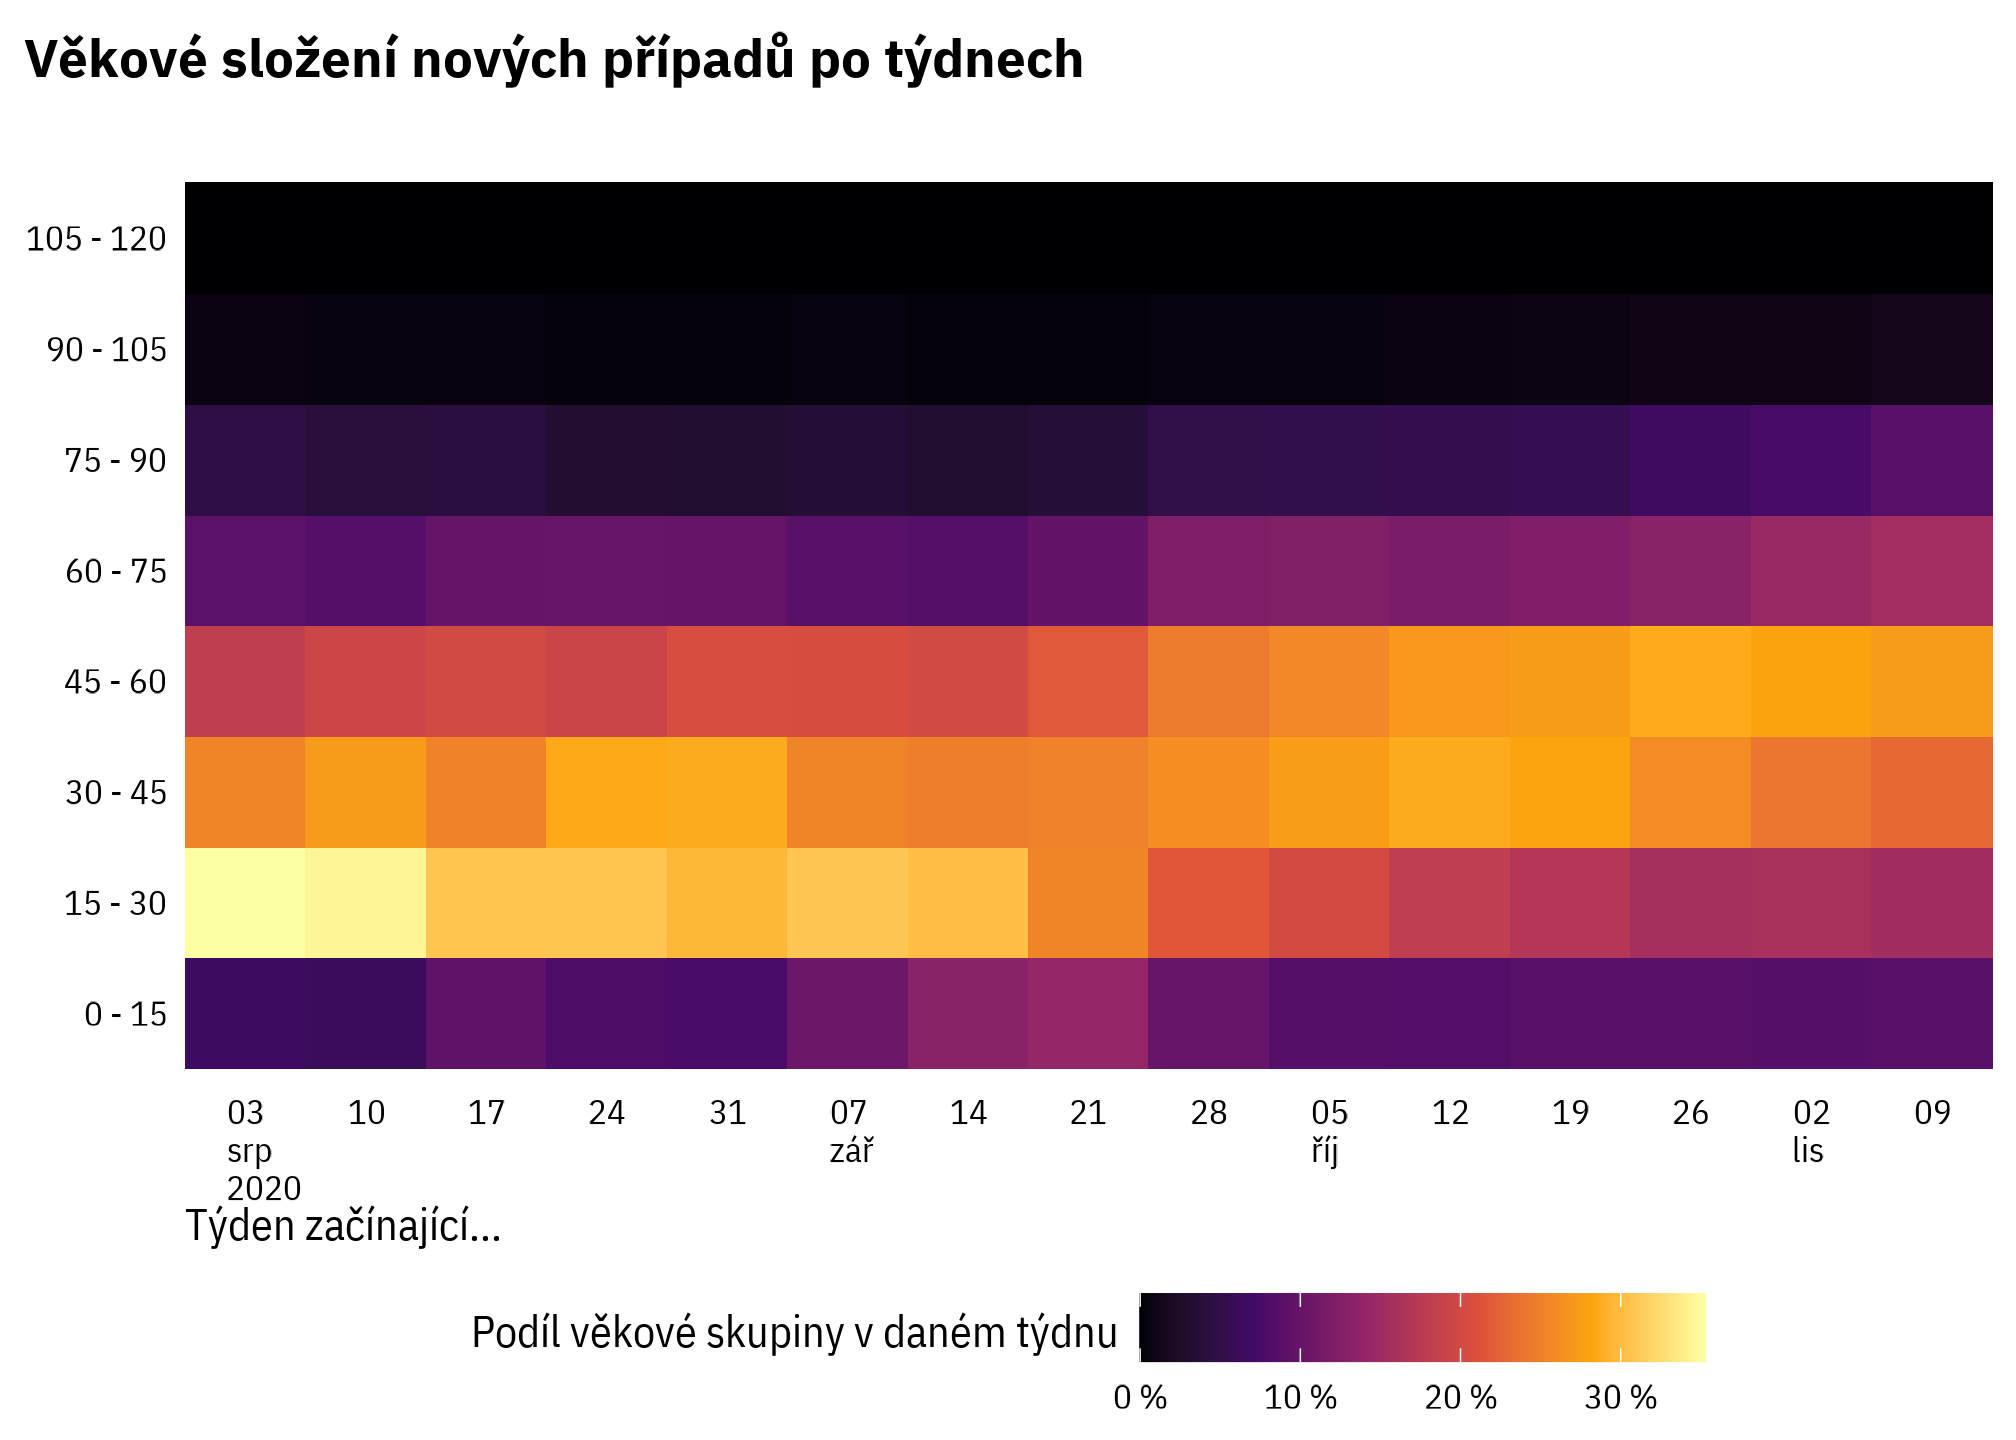 Věkové složení nových případů po týdnech
105 - 120
90 - 105
75 - 90
60 - 75
45 - 60
30 - 45
15 - 30
0 - 15
03 10 17 24 31 07 14 21 28 05 12 19 26 02 09
srp zář říj lis
2020
Týden začínající...
Podíl věkové skupiny v daném týdnu
0 % 10 % 20 % 30 %